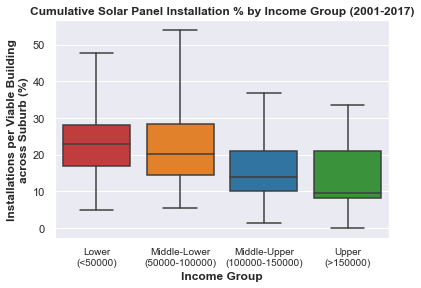 Cumulative Solar Panel Installation % by Income Group (2001-2017)
Installations per Viable Building
across Suburb (%)
50
40
30
20
10
0
Lower
(<50000)
Middle-Lower
(50000-100000)
Middle-Upper
(100000-150000)
Upper
(>150000)
Income Group